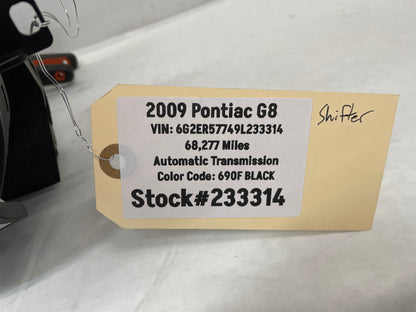 2009 Pontiac G8
VIN: 6G2ER57749L233314
68,277 Miles
Automatic Transmission
Color Code: 690F BLACK
Stock#233314
Shifter